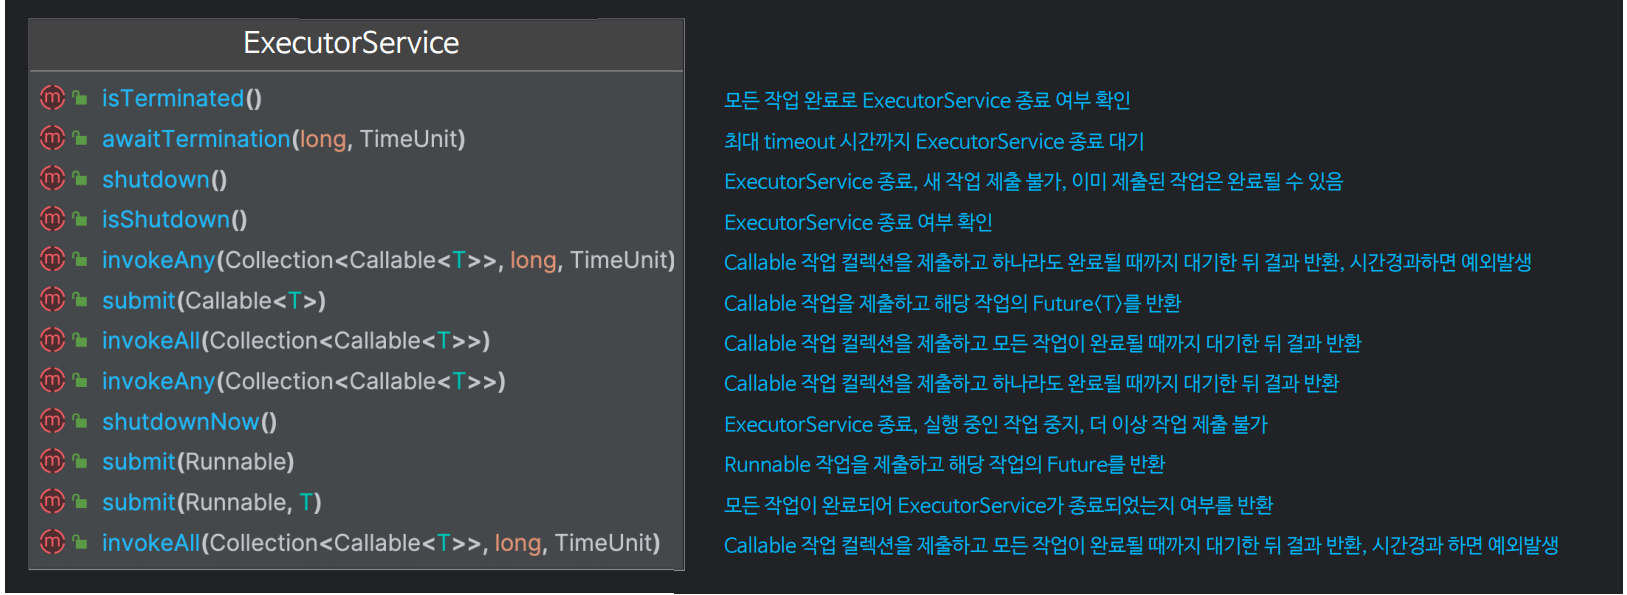 ExecutorService
isTerminated() 모든 작업 완료로 ExecutorService 종료 여부 확인
awaitTermination(long, TimeUnit) 최대 timeout 시간까지 ExecutorService 종료 대기
shutdown() ExecutorService 종료, 새 작업 제출 불가, 이미 제출된 작업은 완료될 수 있음
isShutdown() ExecutorService 종료 여부 확인
invokeAny(Collection<Callable<T>>, long, TimeUnit) Callable 작업 컬렉션을 제출하고 하나라도 완료될 때까지 대기한 뒤 결과 반환, 시간경과하면 예외발생
submit(Callable<T>) Callable 작업을 제출하고 해당 작업의 Future<T>를 반환
invokeAll(Collection<Callable<T>>) Callable 작업 컬렉션을 제출하고 모든 작업이 완료될 때까지 대기한 뒤 결과 반환
invokeAny(Collection<Callable<T>>) Callable 작업 컬렉션을 제출하고 하나라도 완료될 때까지 대기한 뒤 결과 반환
shutdownNow() ExecutorService 종료, 실행 중인 작업 중지, 더 이상 작업 제출 불가
submit(Runnable) Runnable 작업을 제출하고 해당 작업의 Future를 반환
submit(Runnable, T) 모든 작업이 완료되어 ExecutorService가 종료되었는지 여부를 반환
invokeAll(Collection<Callable<T>>, long, TimeUnit) Callable 작업 컬렉션을 제출하고 모든 작업이 완료될 때까지 대기한 뒤 결과 반환, 시간경과 하면 예외발생